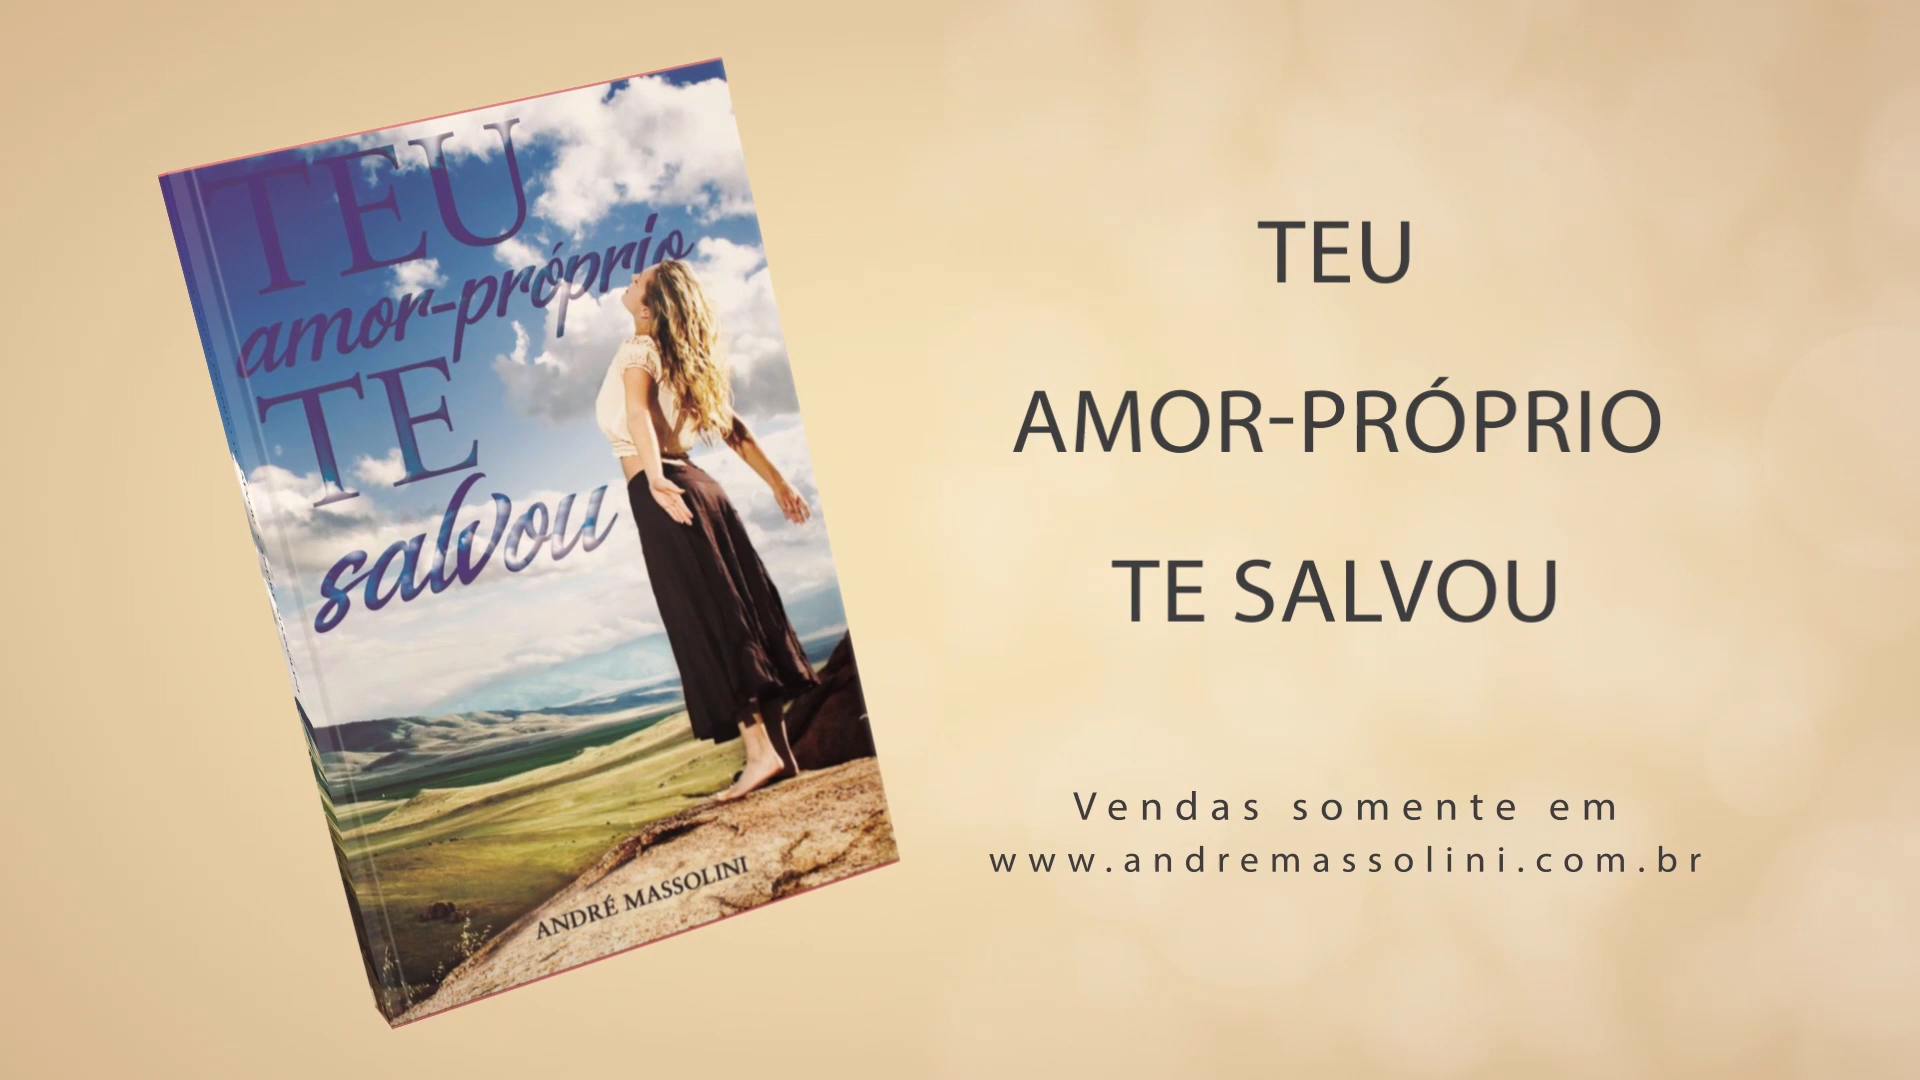 TEU
amor-próprio
TE
salvou
ANDRÉ MASSOLINI
TEU
AMOR-PRÓPRIO
TE SALVOU
Vendas somente em
www.andremassolini.com.br